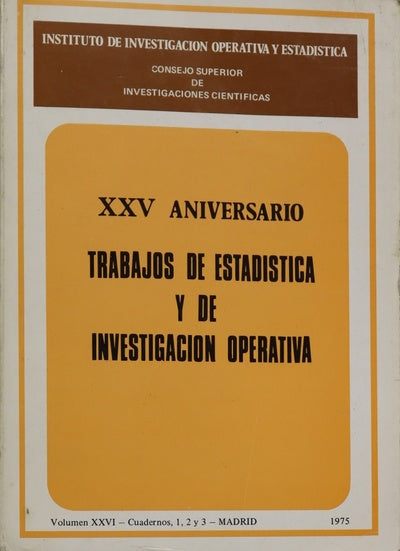 INSTITUTO DE INVESTIGACION OPERATIVA Y ESTADISTICA
CONSEJO SUPERIOR
DE
INVESTIGACIONES CIENTIFICAS
XXV ANIVERSARIO
TRABAJOS DE ESTADISTICA
Y DE
INVESTIGACION OPERATIVA
Volumen XXVI – Cuadernos, 1, 2 y 3 – MADRID 1975